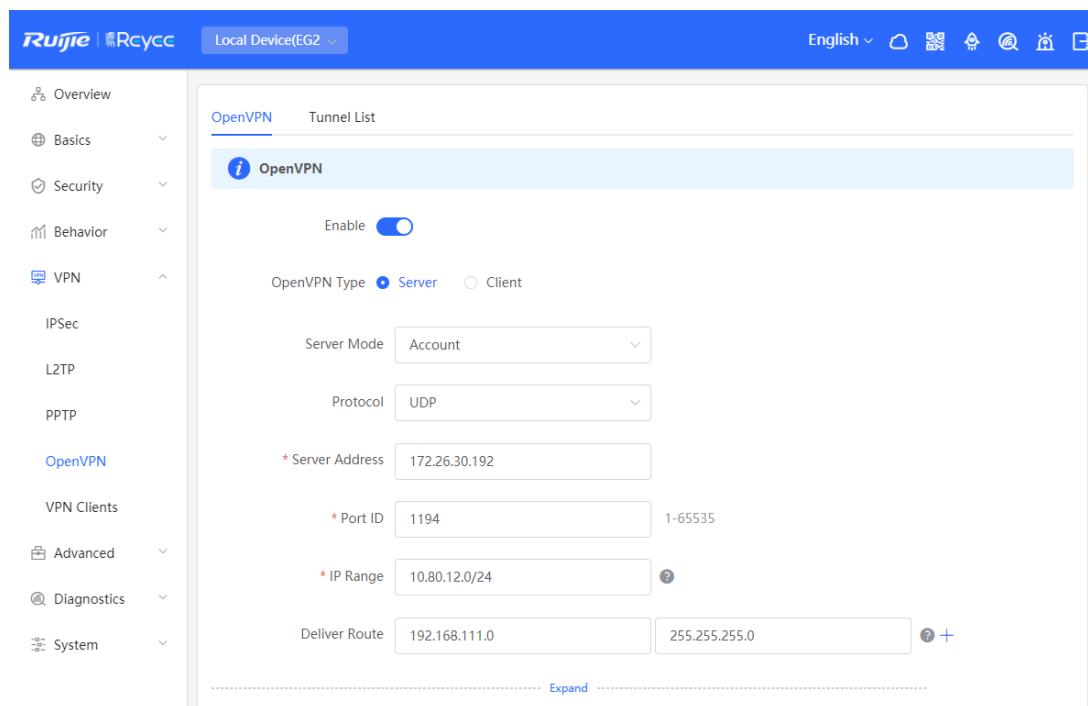 Ruijie | Rcycc Local Device(EG2 English
Overview
Basics
Security
Behavior
VPN
IPSec
L2TP
PPTP
OpenVPN
VPN Clients
Advanced
Diagnostics
System
OpenVPN Tunnel List
OpenVPN
Enable
OpenVPN Type Server Client
Server Mode Account
Protocol UDP
* Server Address 172.26.30.192
* Port ID 1194 1-65535
* IP Range 10.80.12.0/24
Deliver Route 192.168.111.0 255.255.255.0
Expand